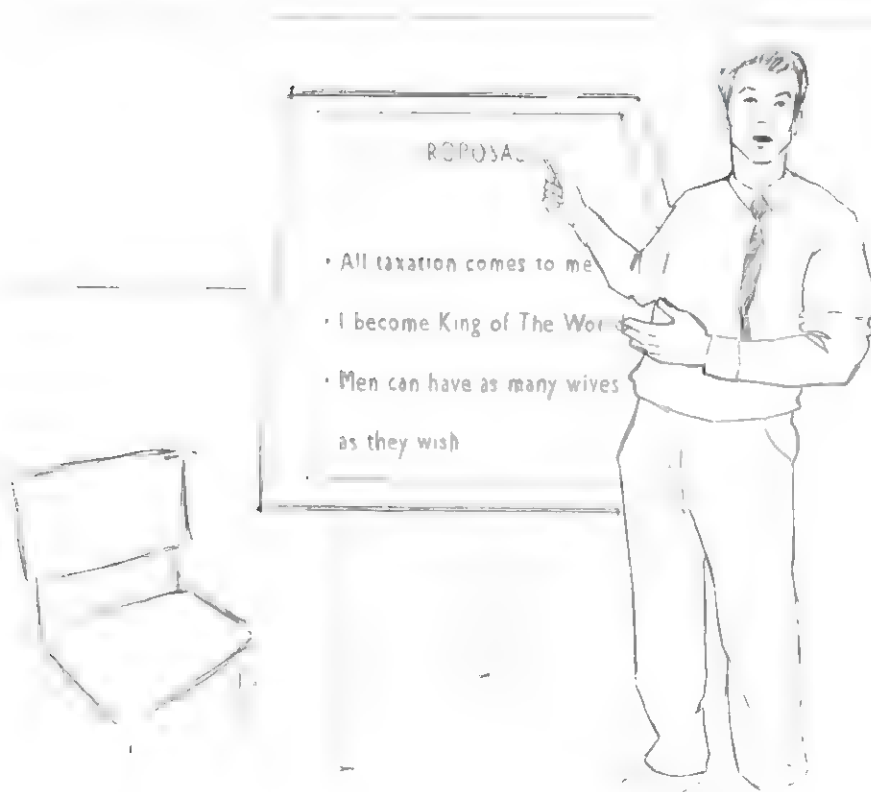 ROPOSAL
• All taxation comes to me
• I become King of The World
• Men can have as many wives
as they wish